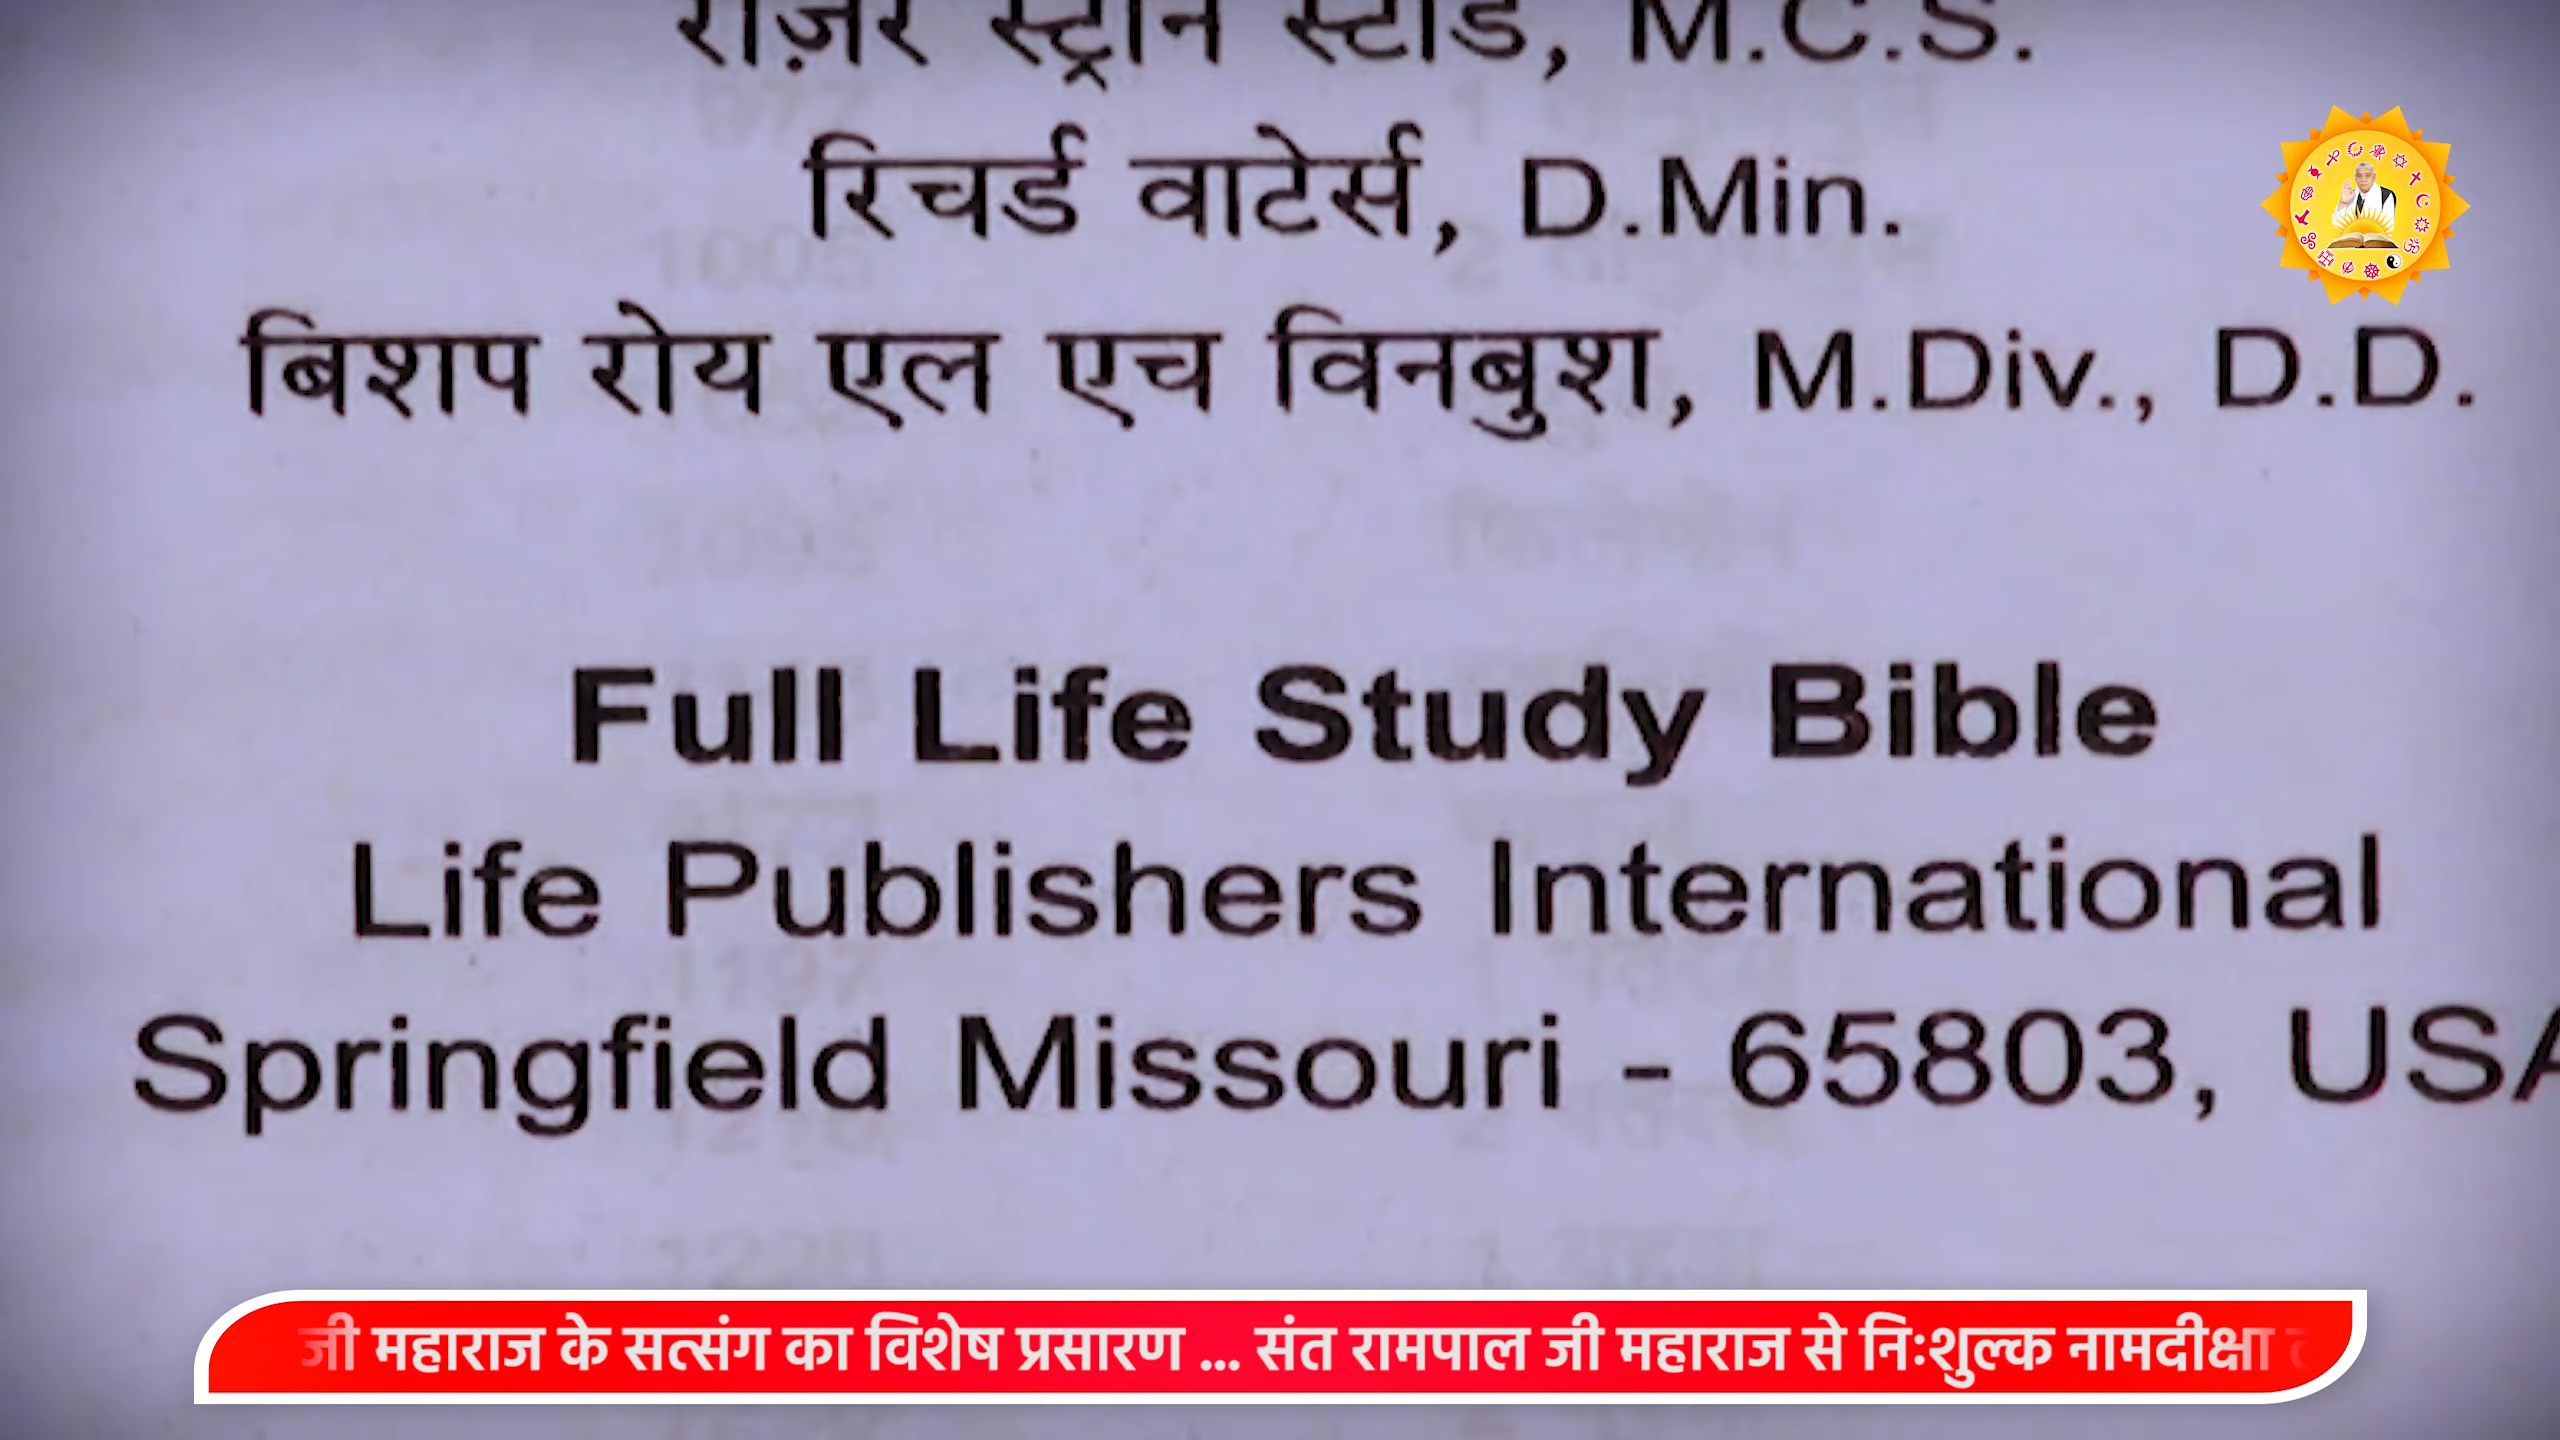 राज़र स्ट्रोन स्टाड, M.C.S.
रिचर्ड वाटेर्स, D.Min.
बिशप रोय एल एच विनबुश, M.Div., D.D.
Full Life Study Bible
Life Publishers International
Springfield Missouri - 65803, USA
जी महाराज के सत्संग का विशेष प्रसारण ... संत रामपाल जी महाराज से निःशुल्क नामदीक्षा